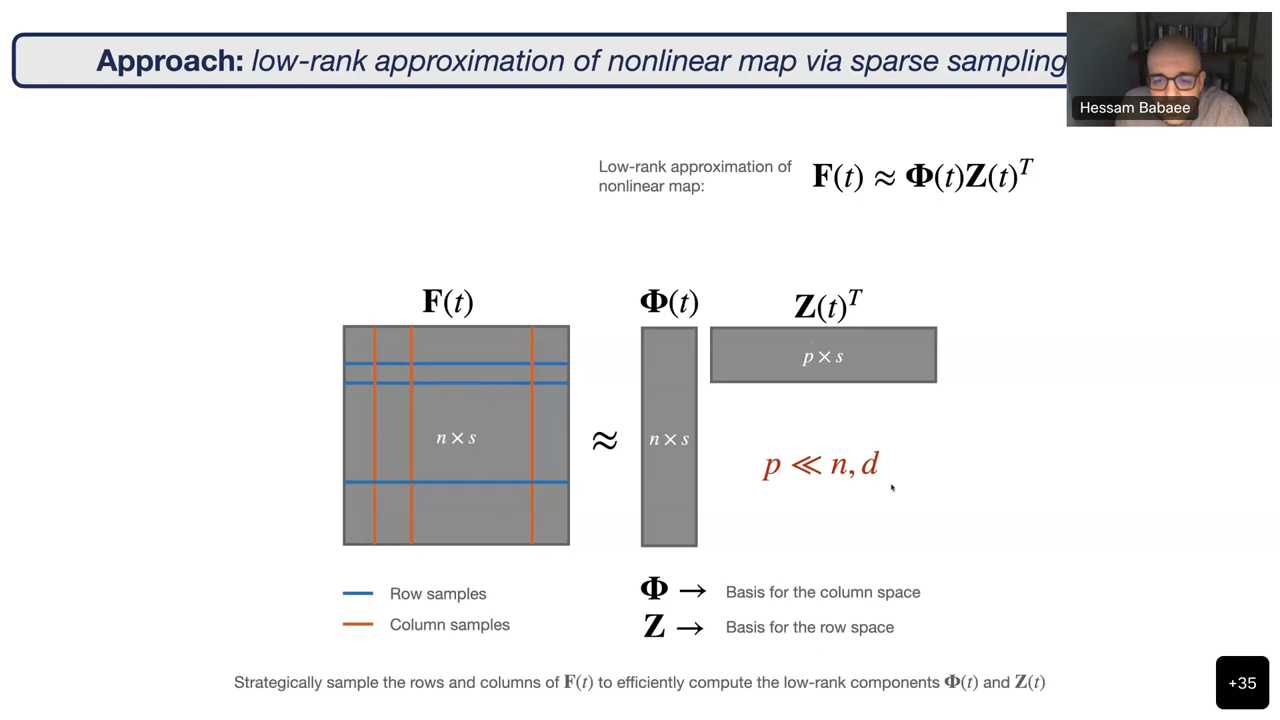 Approach: low-rank approximation of nonlinear map via sparse sampling
Hessam Babaee
Low-rank approximation of
nonlinear map:
F(t) ≈ Φ(t)Z(t)^T
F(t)
Φ(t)
Z(t)^T
p × s
n × s
≈
n × s
p ≪ n, d
Row samples
Column samples
Φ → Basis for the column space
Z → Basis for the row space
Strategically sample the rows and columns of F(t) to efficiently compute the low-rank components Φ(t) and Z(t)
+35